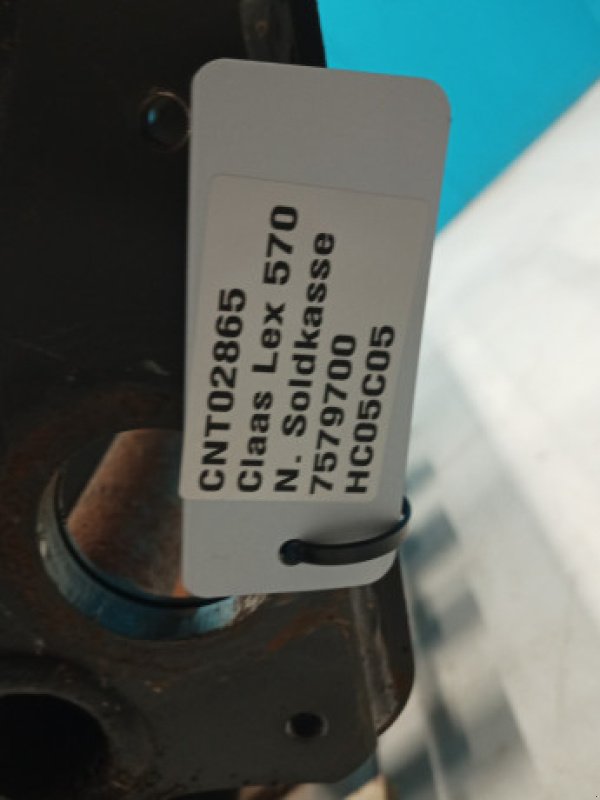 CNT02865
Claas Lex 570
N. Soldkasse
7579700
HC05C05